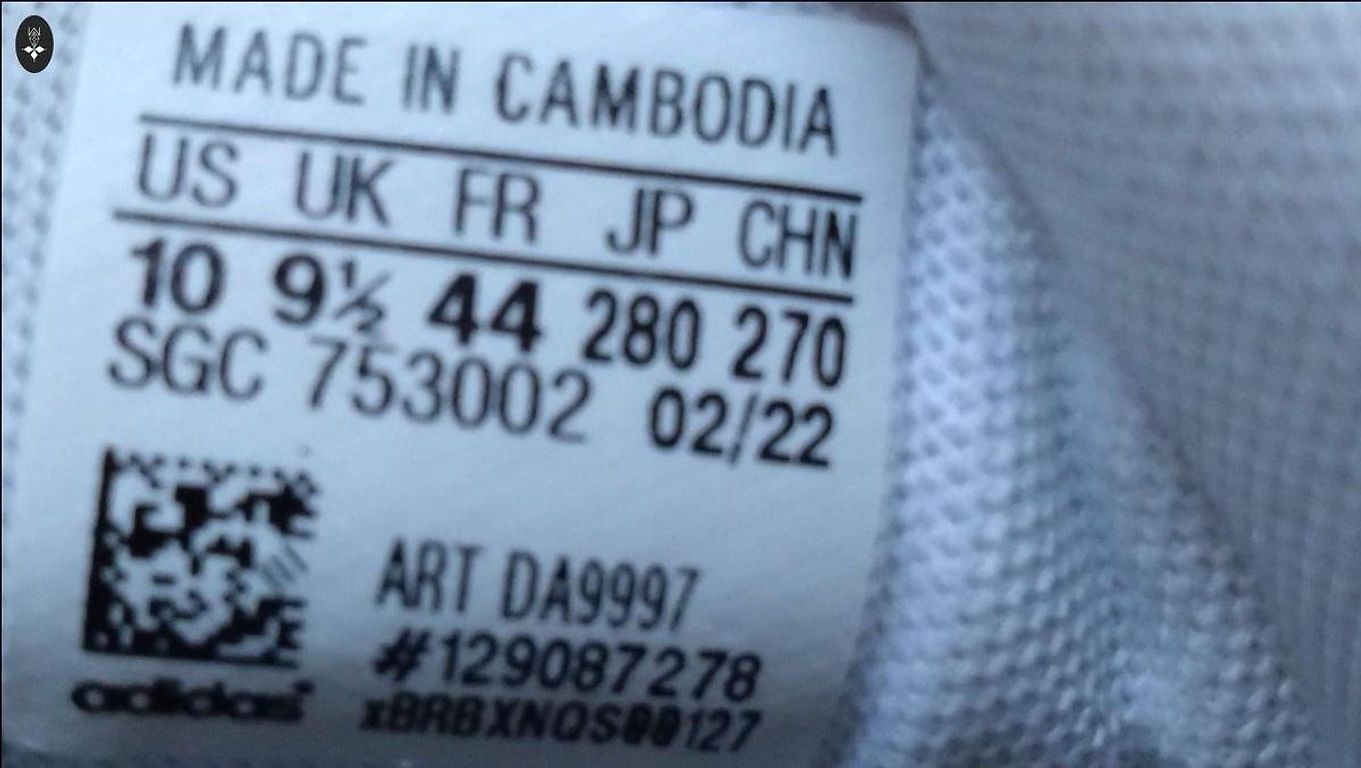 MADE IN CAMBODIA
US UK FR JP CHN
10 9½ 44 280 270
SGC 753002 02/22
ART DA9997
#129087278
adidas xBRBXNQS00127